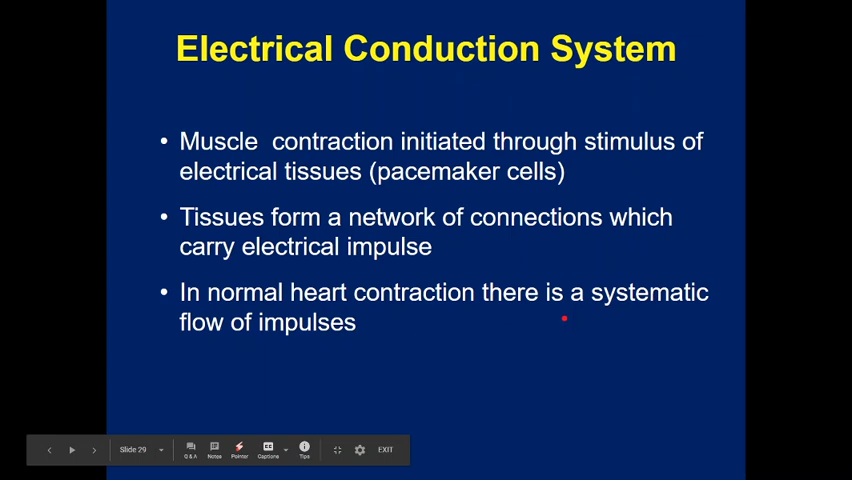 Electrical Conduction System
• Muscle  contraction initiated through stimulus of
electrical tissues (pacemaker cells)
• Tissues form a network of connections which
carry electrical impulse
• In normal heart contraction there is a systematic
flow of impulses
Slide 29
Q & A
Notes
Pointer
CC
Captions
Tips
EXIT